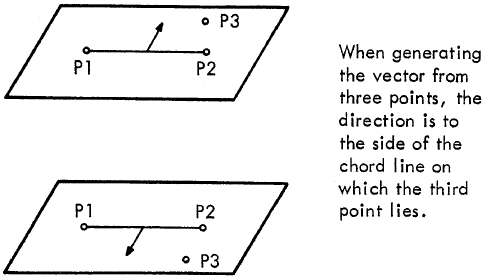 P3
P1
P2
When generating
the vector from
three points, the
direction is to
the side of the
chord line on
which the third
point lies.
P1
P2
P3